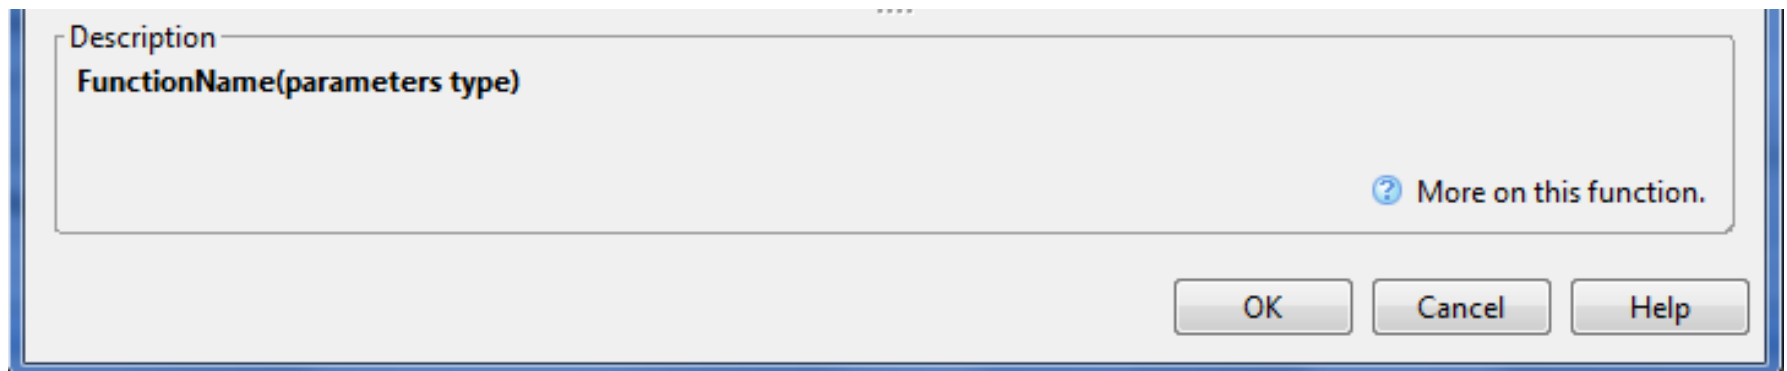 Description
FunctionName(parameters type)
More on this function.
OK Cancel Help